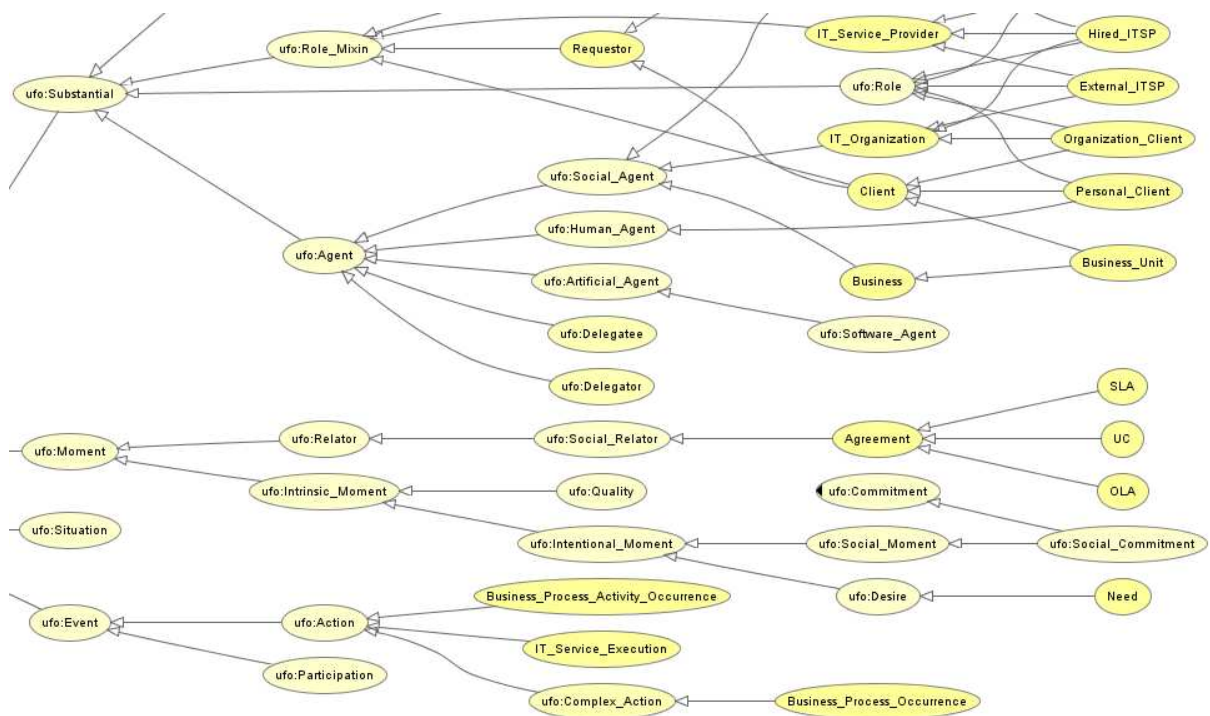 ufo:Role_Mixin
Requestor
IT_Service_Provider
Hired_ITSP
ufo:Substantial
ufo:Role
External_ITSP
IT_Organization
Organization_Client
ufo:Social_Agent
Client
Personal_Client
ufo:Human_Agent
ufo:Agent
Business_Unit
ufo:Artificial_Agent
Business
ufo:Delegatee
ufo:Software_Agent
ufo:Delegator
SLA
ufo:Moment
ufo:Relator
ufo:Social_Relator
Agreement
UC
ufo:Intrinsic_Moment
ufo:Quality
ufo:Commitment
OLA
ufo:Situation
ufo:Intentional_Moment
ufo:Social_Moment
ufo:Social_Commitment
Business_Process_Activity_Occurrence
ufo:Desire
Need
ufo:Event
ufo:Action
IT_Service_Execution
ufo:Participation
ufo:Complex_Action
Business_Process_Occurrence